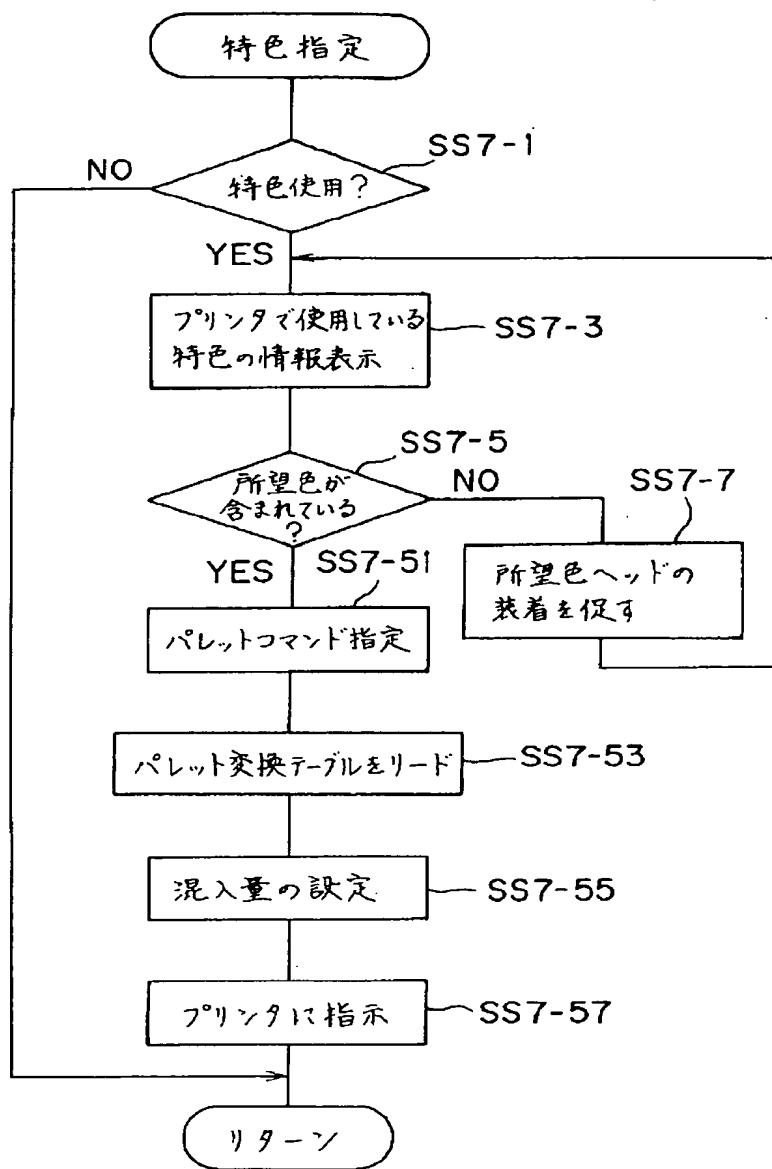 特色指定
SS7-1
NO
特色使用?
YES
プリンタで使用している
特色の情報表示
SS7-3
SS7-5
所望色が
含まれている
?
NO
SS7-7
YES
SS7-51
所望色ヘッドの
装着を促す
パレットコマンド指定
パレット変換テーブルをリード
SS7-53
混入量の設定
SS7-55
プリンタに指示
SS7-57
リターン